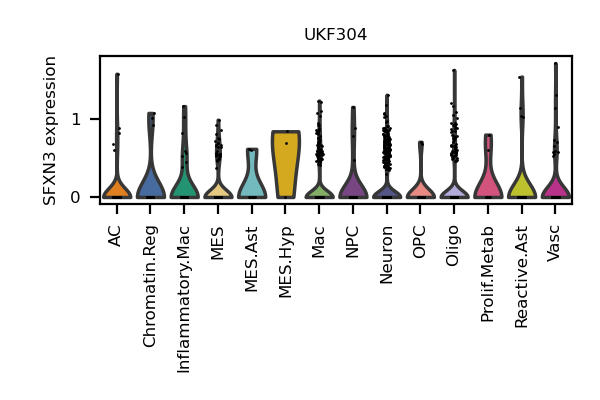 UKF304
SFXN3 expression
1
0
AC
Chromatin.Reg
Inflammatory.Mac
MES
MES.Ast
MES.Hyp
Mac
NPC
Neuron
OPC
Oligo
Prolif.Metab
Reactive.Ast
Vasc